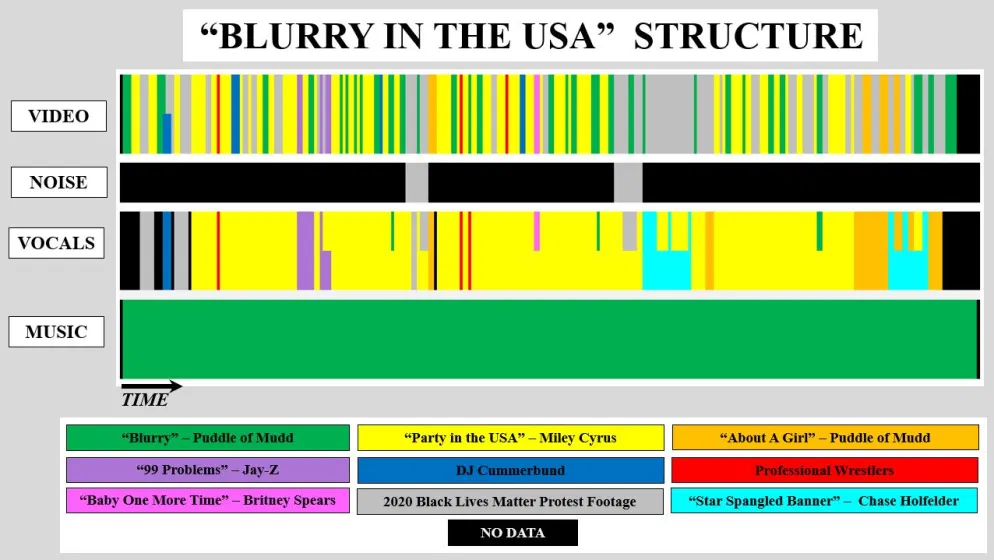 “BLURRY IN THE USA” STRUCTURE
VIDEO
NOISE
VOCALS
MUSIC
TIME
“Blurry” – Puddle of Mudd
“Party in the USA” – Miley Cyrus
“About A Girl” – Puddle of Mudd
“99 Problems” – Jay-Z
DJ Cummerbund
Professional Wrestlers
“Baby One More Time” – Britney Spears
2020 Black Lives Matter Protest Footage
“Star Spangled Banner” – Chase Holfelder
NO DATA